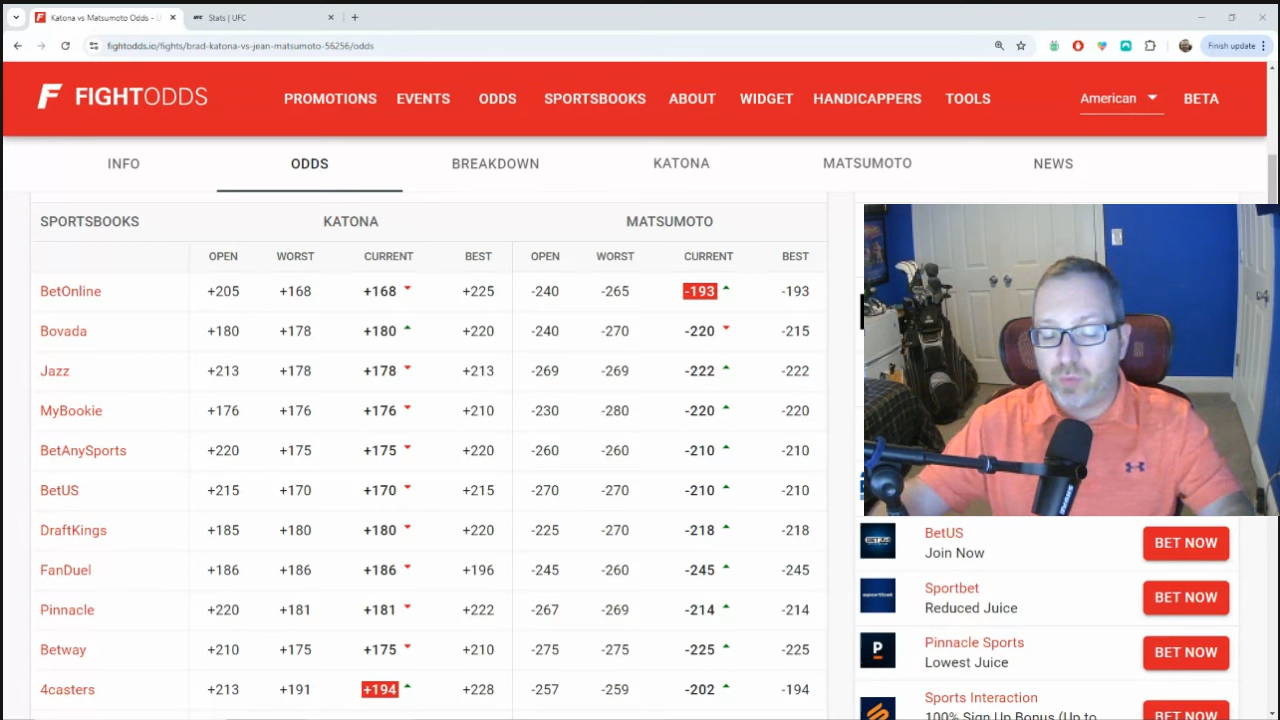 Katona vs Matsumoto Odds - U
Stats | UFC
fightodds.io/fights/brad-katona-vs-jean-matsumoto-56256/odds
Finish update
FIGHTODDS
PROMOTIONS EVENTS ODDS SPORTSBOOKS ABOUT WIDGET HANDICAPPERS TOOLS American BETA
INFO ODDS BREAKDOWN KATONA MATSUMOTO NEWS
SPORTSBOOKS KATONA MATSUMOTO
OPEN WORST CURRENT BEST OPEN WORST CURRENT BEST
BetOnline +205 +168 +168 +225 -240 -265 -193 -193
Bovada +180 +178 +180 +220 -240 -270 -220 -215
Jazz +213 +178 +178 +213 -269 -269 -222 -222
MyBookie +176 +176 +176 +210 -230 -280 -220 -220
BetAnySports +220 +175 +175 +220 -260 -260 -210 -210
BetUS +215 +170 +170 +215 -270 -270 -210 -210
DraftKings +185 +180 +180 +220 -225 -270 -218 -218
FanDuel +186 +186 +186 +196 -245 -260 -245 -245
Pinnacle +220 +181 +181 +222 -267 -269 -214 -214
Betway +210 +175 +175 +210 -275 -275 -225 -225
4casters +213 +191 +194 +228 -257 -259 -202 -194
SHURE
BetUS
Join Now
BET NOW
Sportbet
Reduced Juice
BET NOW
Pinnacle Sports
Lowest Juice
BET NOW
Sports Interaction
100% Sign Up Bonus (Up to
BET NOW